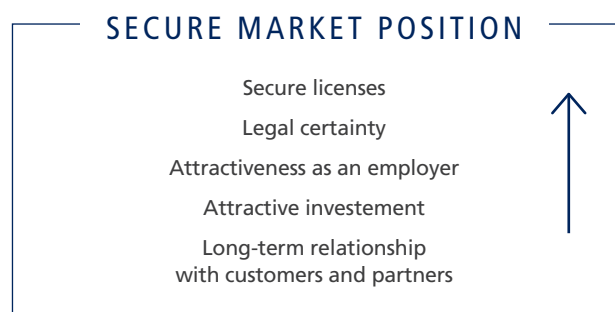 SECURE MARKET POSITION
Secure licenses
Legal certainty
Attractiveness as an employer
Attractive investement
Long-term relationship
with customers and partners